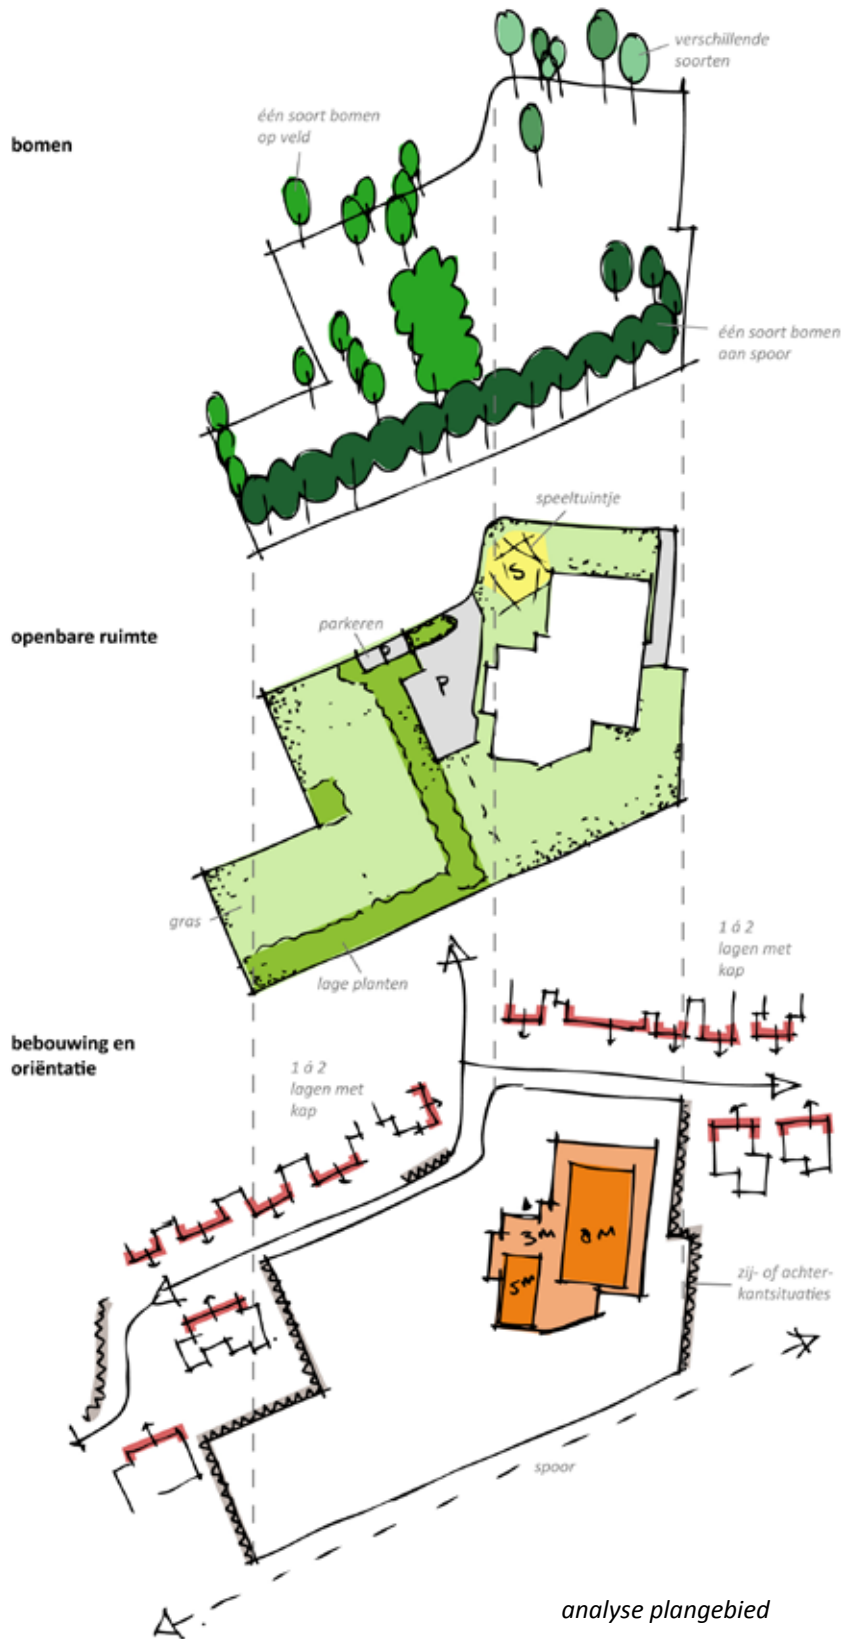 verschillende
soorten
één soort bomen
op veld
bomen
één soort bomen
aan spoor
speeltuintje
S
parkeren
openbare ruimte
P
P
gras
lage planten
1 á 2
lagen met
kap
bebouwing en
oriëntatie
1 á 2
lagen met
kap
3M
8M
5M
zij- of achter-
kantsituaties
spoor
analyse plangebied